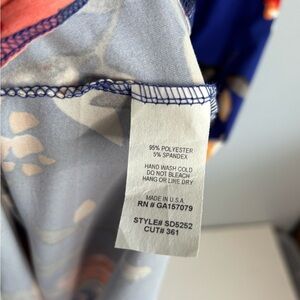 95% POLYESTER
5% SPANDEX
HAND WASH COLD
DO NOT BLEACH
HANG OR LINE DRY
MADE IN U.S.A
RN # GA157079
STYLE# SD5252
CUT# 361